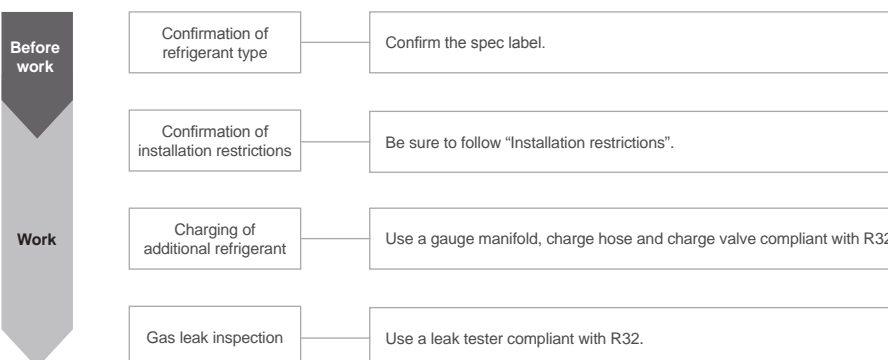 Before
work
Confirmation of
refrigerant type
Confirm the spec label.
Confirmation of
installation restrictions
Be sure to follow “Installation restrictions”.
Work
Charging of
additional refrigerant
Use a gauge manifold, charge hose and charge valve compliant with R32
Gas leak inspection
Use a leak tester compliant with R32.